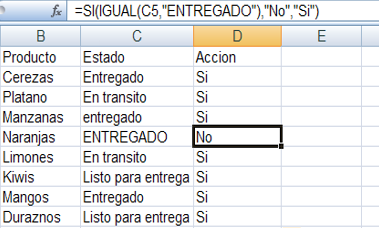 fx =SI(IGUAL(C5,"ENTREGADO"),"No","Si")
B C D E F
Producto Estado Accion
Cerezas Entregado Si
Platano En transito Si
Manzanas entregado Si
Naranjas ENTREGADO No
Limones En transito Si
Kiwis Listo para entrega Si
Mangos Entregado Si
Duraznos Listo para entrega Si